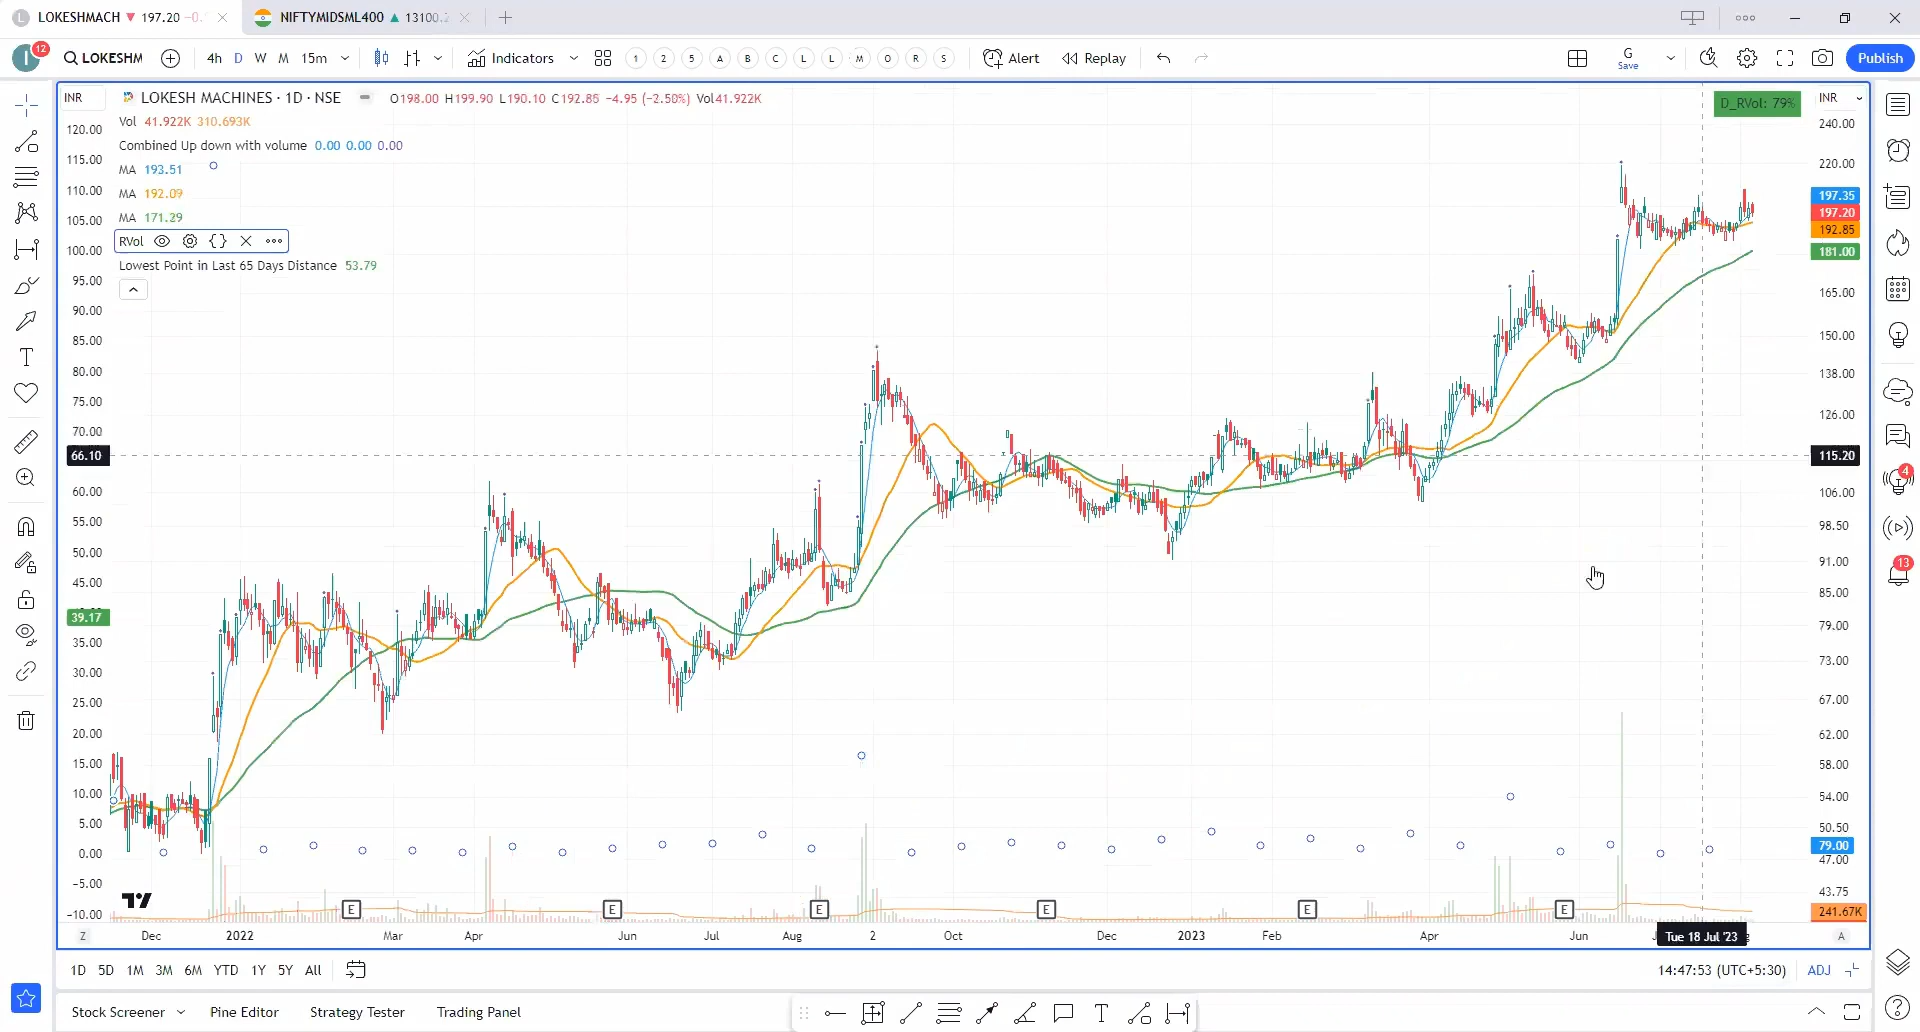 LOKESHMACH ▼ 197.20
NIFTYMIDSML400 ▲ 13100.2
I
12
LOKESHM
4h D W M 15m
Indicators
1 2 5 A B C L L M O R S
Alert
Replay
G
Save
Publish
INR
LOKESH MACHINES · 1D · NSE
O198.00 H199.90 L190.10 C192.85 −4.95 (−2.50%) Vol41.922K
D_RVol: 79%
INR
Vol 41.922K 310.693K
Combined Up down with volume 0.00 0.00 0.00
MA 193.51
MA 192.09
MA 171.29
RVol
Lowest Point in Last 65 Days Distance 53.79
120.00
115.00
110.00
105.00
100.00
95.00
90.00
85.00
80.00
75.00
70.00
66.10
60.00
55.00
50.00
45.00
39.17
35.00
30.00
25.00
20.00
15.00
10.00
5.00
0.00
−5.00
−10.00
240.00
220.00
197.35
197.20
192.85
181.00
165.00
150.00
138.00
126.00
115.20
106.00
98.50
91.00
85.00
79.00
73.00
67.00
62.00
58.00
54.00
50.50
79.00
47.00
43.75
241.67K
4
13
E E E E E E
Z Dec 2022 Mar Apr Jun Jul Aug 2 Oct Dec 2023 Feb Apr Jun Tue 18 Jul '23 A
1D 5D 1M 3M 6M YTD 1Y 5Y All
14:47:53 (UTC+5:30) ADJ
Stock Screener Pine Editor Strategy Tester Trading Panel